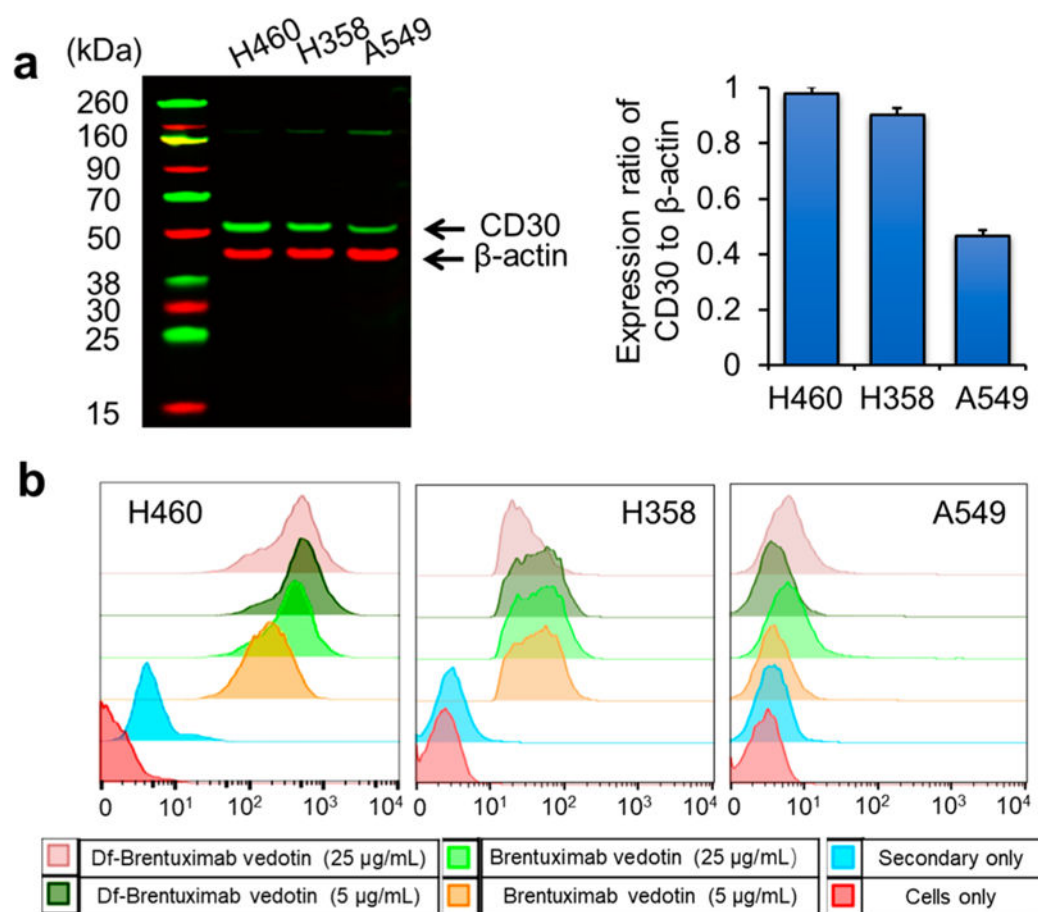 a
(kDa)
H460
H358
A549
260
160
90
70
50
38
30
25
15
CD30
β-actin
Expression ratio of
CD30 to β-actin
1
0.8
0.6
0.4
0.2
0
H460
H358
A549
b
H460
H358
A549
0 10¹ 10² 10³ 10⁴
0 10¹ 10² 10³ 10⁴
0 10¹ 10² 10³ 10⁴
Df-Brentuximab vedotin (25 µg/mL)
Brentuximab vedotin (25 µg/mL)
Secondary only
Df-Brentuximab vedotin (5 µg/mL)
Brentuximab vedotin (5 µg/mL)
Cells only